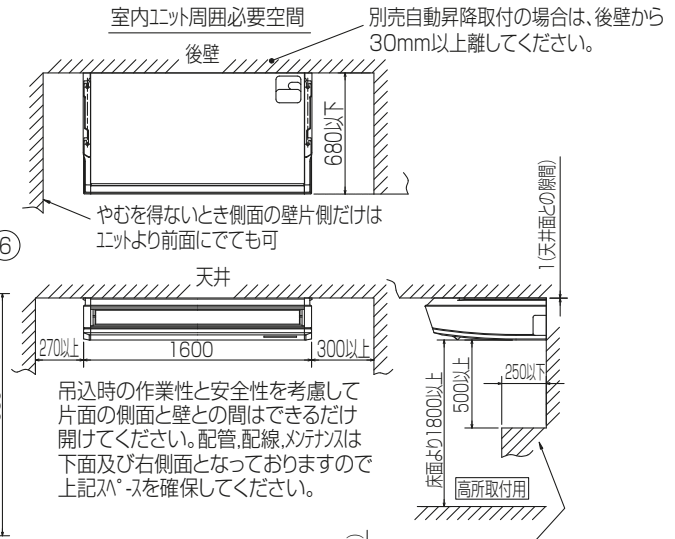 室内ユニット周囲必要空間
別売自動昇降取付の場合は、後壁から
30mm以上離してください。
後壁
680以下
やむを得ないとき側面の壁片側だけは
ユニットより前面にでても可
6
1(天井面との隙間)
天井
270以上
1600
300以上
吊込時の作業性と安全性を考慮して
片面の側面と壁との間はできるだけ
開けてください。配管,配線,メンテナンスは
下面及び右側面となっておりますので
上記スペースを確保してください。
床面より1800以上
500以上
250以下
高所取付用